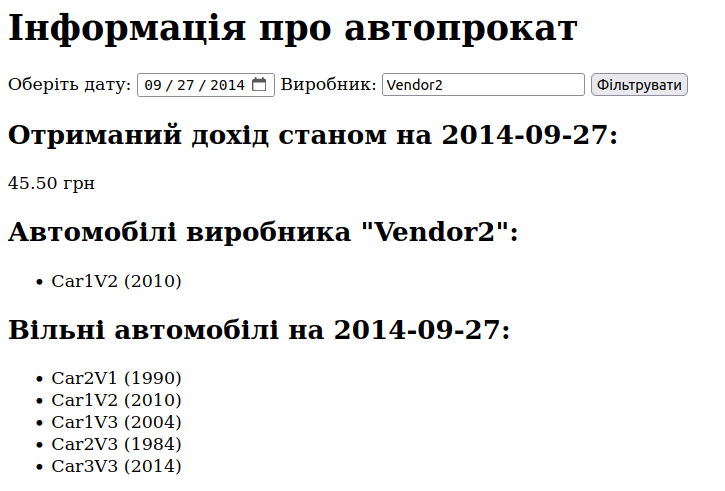 Інформація про автопрокат
Оберіть дату: 09 / 27 / 2014 Виробник: Vendor2 Фільтрувати
Отриманий дохід станом на 2014-09-27:
45.50 грн
Автомобілі виробника "Vendor2":
• Car1V2 (2010)
Вільні автомобілі на 2014-09-27:
• Car2V1 (1990)
• Car1V2 (2010)
• Car1V3 (2004)
• Car2V3 (1984)
• Car3V3 (2014)